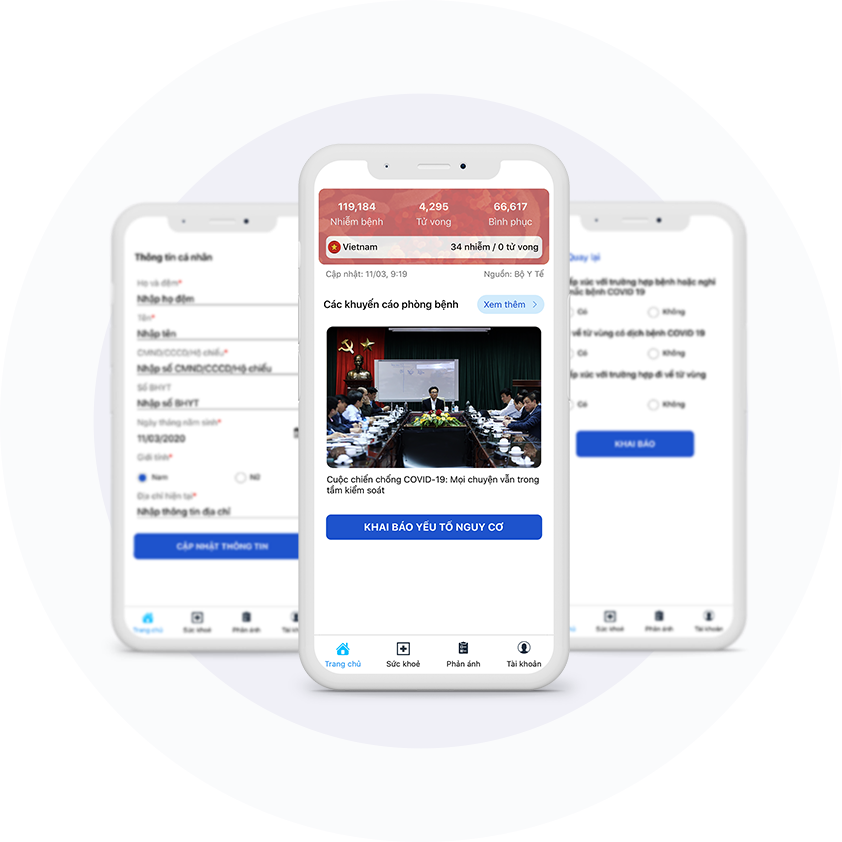 Thông tin cá nhân
Họ và đệm*
Nhập họ đệm
Tên*
Nhập tên
CMND/CCCD/Hộ chiếu*
Nhập số CMND/CCCD/Hộ chiếu
Số BHYT
Nhập số BHYT
Ngày tháng năm sinh*
11/03/2020
Giới tính*
Nam
Nữ
Địa chỉ hiện tại*
Nhập thông tin địa chỉ
CẬP NHẬT THÔNG TIN
Trang chủ Sức khoẻ Phản ánh
119,184 4,295 66,617
Nhiễm bệnh Tử vong Bình phục
Vietnam 34 nhiễm / 0 tử vong
Cập nhật: 11/03, 9:19 Nguồn: Bộ Y Tế
Các khuyến cáo phòng bệnh Xem thêm
Cuộc chiến chống COVID-19: Mọi chuyện vẫn trong
tầm kiểm soát
KHAI BÁO YẾU TỐ NGUY CƠ
Trang chủ Sức khoẻ Phản ánh Tài khoản
Quay lại
xúc với trường hợp bệnh hoặc nghi
mắc bệnh COVID 19
Có Không
về từ vùng có dịch bệnh COVID 19
Có Không
xúc với trường hợp đi về từ vùng
Có Không
KHAI BÁO
Sức khoẻ Phản ánh Tài khoản